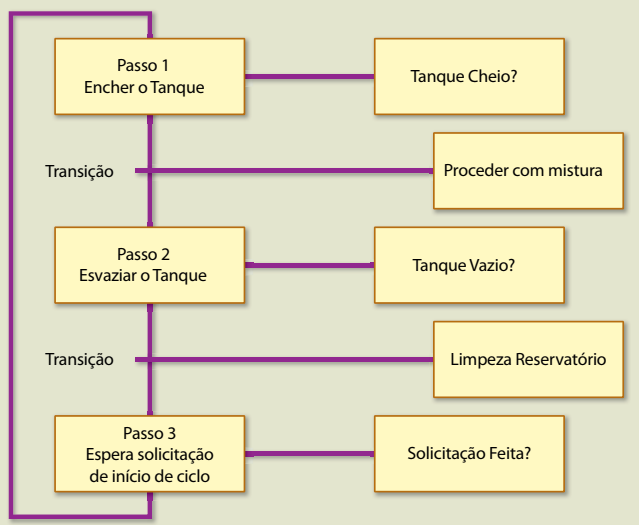 Passo 1
Encher o Tanque
Tanque Cheio?
Transição
Proceder com mistura
Passo 2
Esvaziar o Tanque
Tanque Vazio?
Transição
Limpeza Reservatório
Passo 3
Espera solicitação
de início de ciclo
Solicitação Feita?